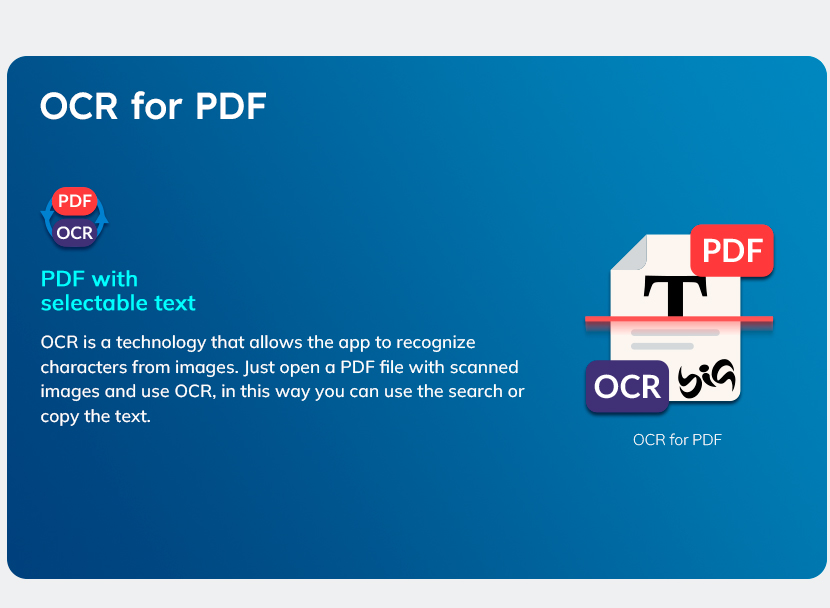 OCR for PDF
PDF
OCR
PDF with
selectable text
OCR is a technology that allows the app to recognize
characters from images. Just open a PDF file with scanned
images and use OCR, in this way you can use the search or
copy the text.
PDF
T
OCR
big
OCR for PDF